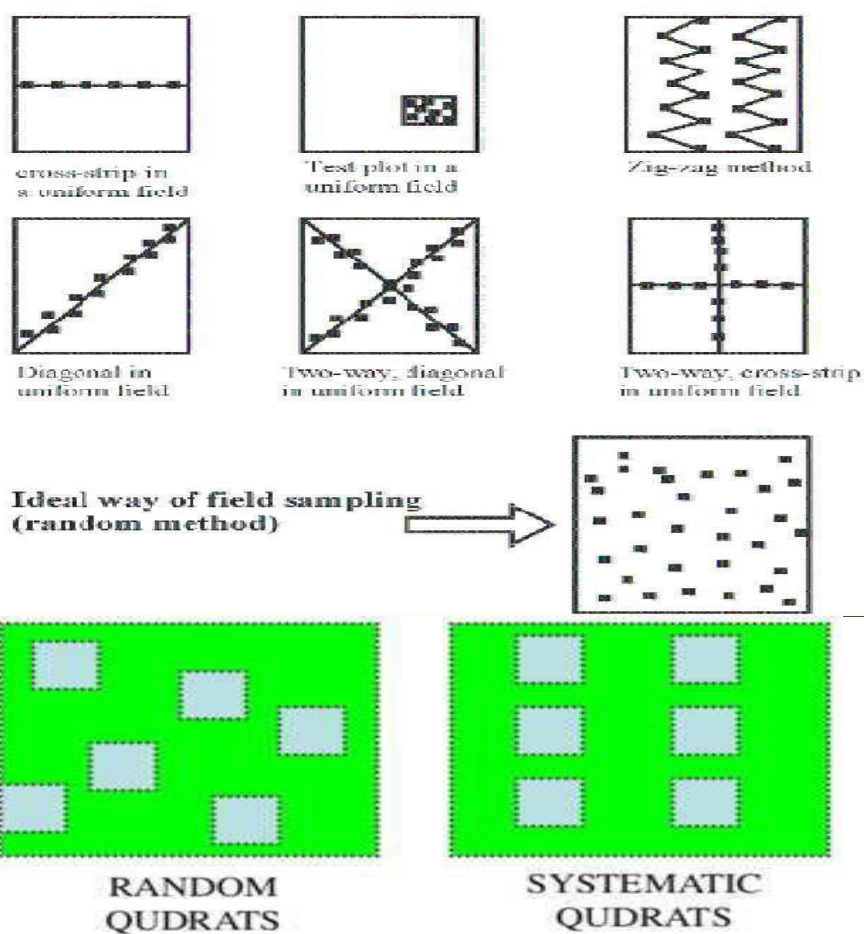 cross-strip in
a uniform field
Test plot in a
uniform field
Zig-zag method
Diagonal in
uniform field
Two-way, diagonal
in uniform field
Two-way, cross-strip
in uniform field
Ideal way of field sampling
(random method)
RANDOM
QUDRATS
SYSTEMATIC
QUDRATS